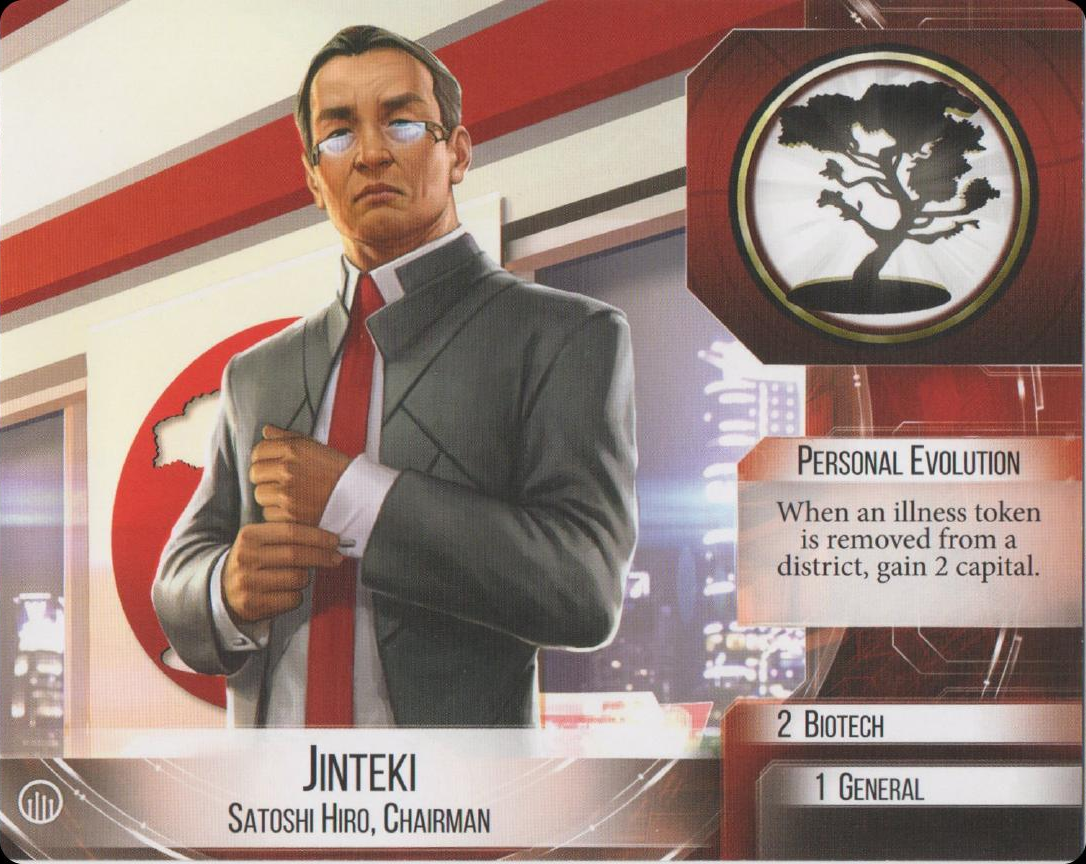 Personal Evolution
When an illness token
is removed from a
district, gain 2 capital.
2 Biotech
1 General
Jinteki
Satoshi Hiro, Chairman